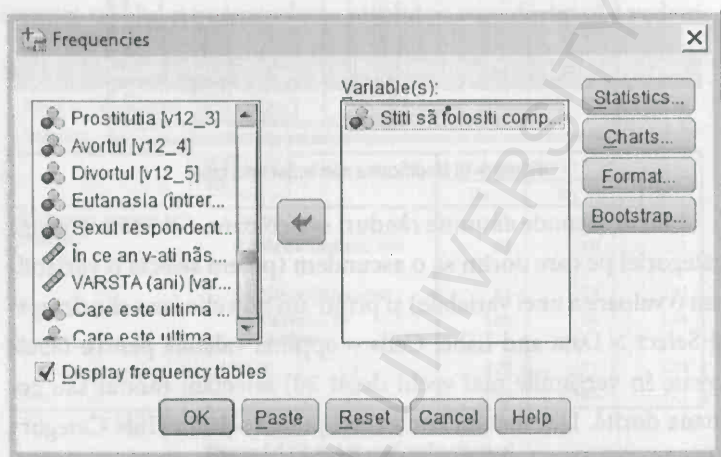 Frequencies
Variable(s):
Prostitutia [v12_3]
Avortul [v12_4]
Divortul [v12_5]
Eutanasia (intrer...
Sexul respondent...
În ce an v-ati năs...
VARSTA (ani) [var...
Care este ultima ...
Care este ultima
Stiti să folositi comp...
Statistics...
Charts...
Format...
Bootstrap...
Display frequency tables
OK Paste Reset Cancel Help
UNIVERSITY